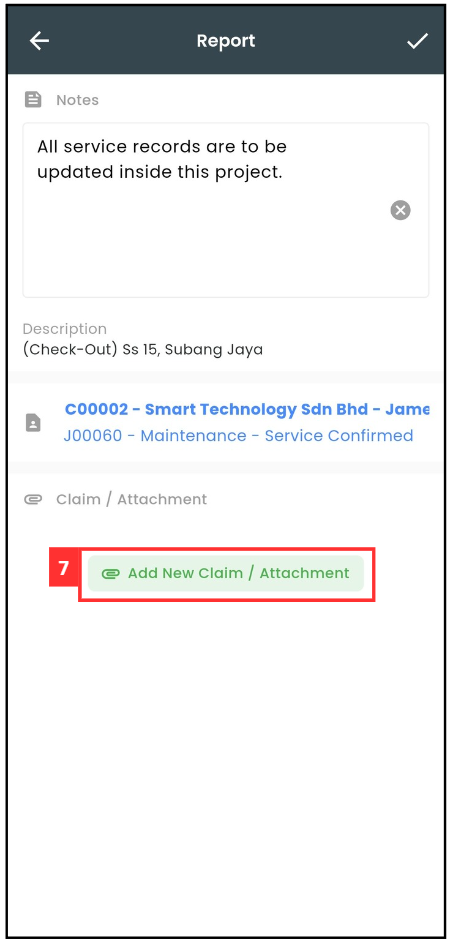 Report
Notes
All service records are to be
updated inside this project.
Description
(Check-Out) Ss 15, Subang Jaya
C00002 - Smart Technology Sdn Bhd - Jame
J00060 - Maintenance - Service Confirmed
Claim / Attachment
7
Add New Claim / Attachment